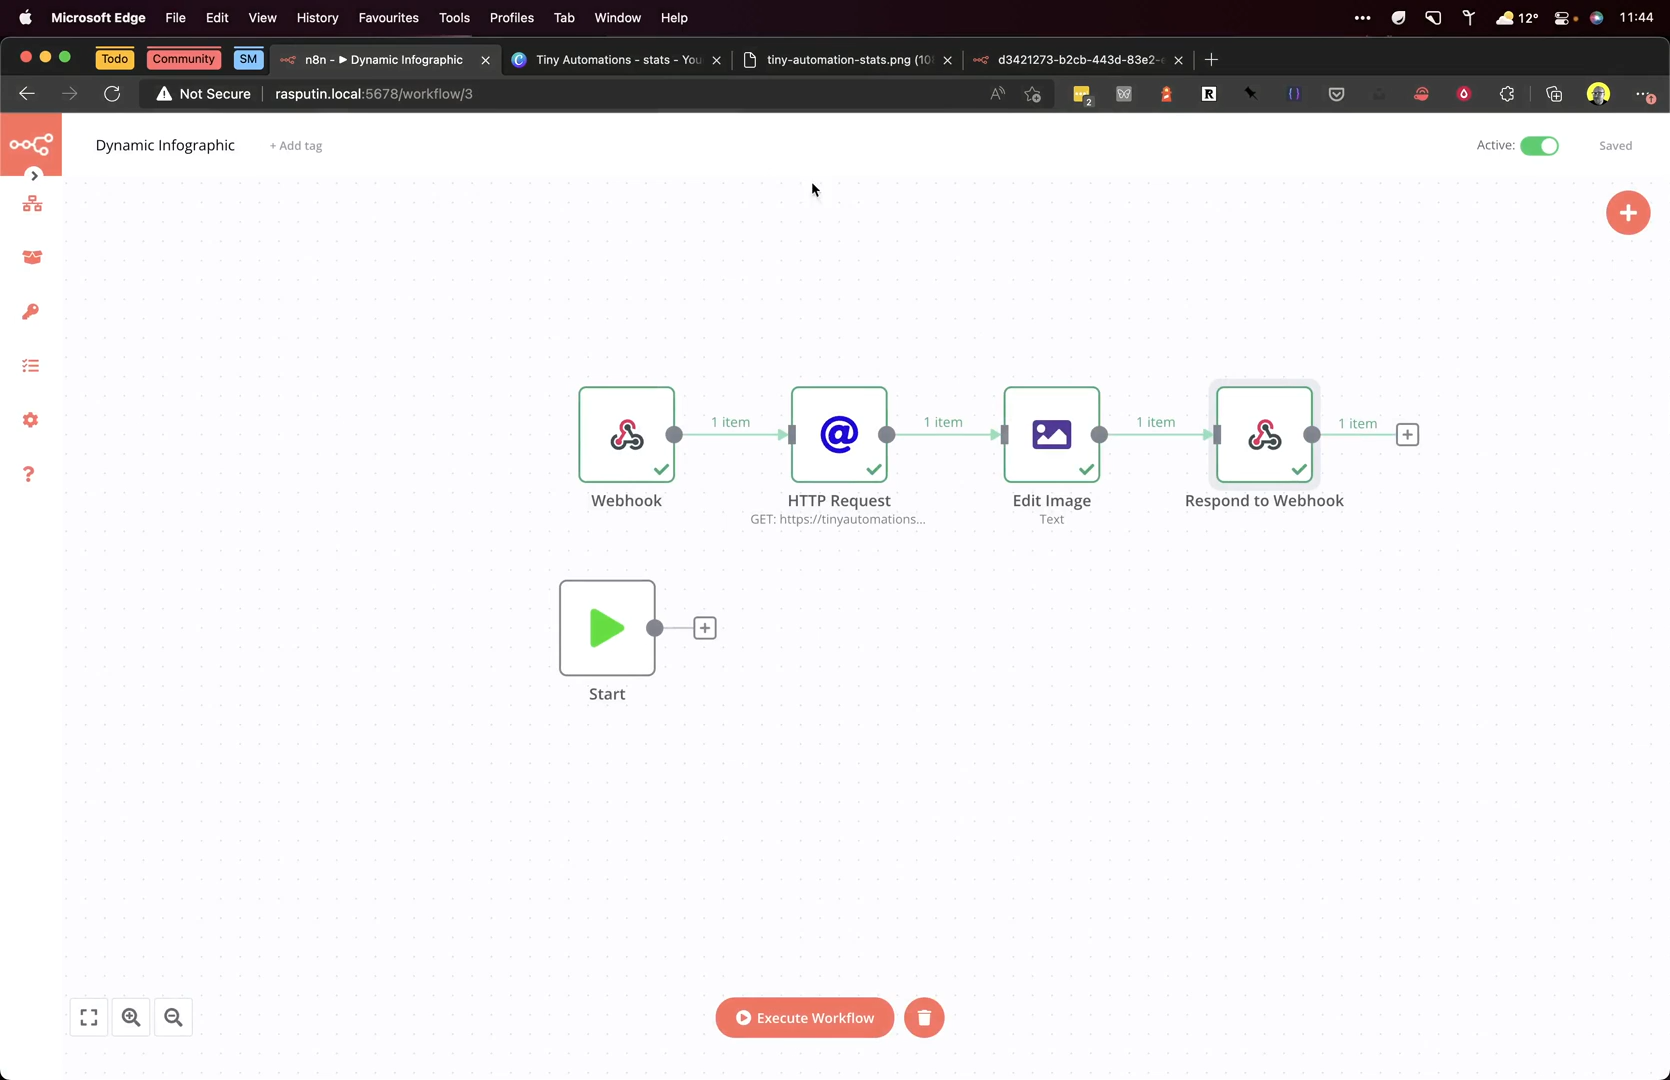 Microsoft Edge File Edit View History Favourites Tools Profiles Tab Window Help 12° 11:44
Todo Community SM n8n - ▶ Dynamic Infographic Tiny Automations - stats - You tiny-automation-stats.png (10 d3421273-b2cb-443d-83e2-
Not Secure rasputin.local:5678/workflow/3 2
Dynamic Infographic + Add tag Active: Saved
1 item 1 item 1 item 1 item
Webhook HTTP Request Edit Image Respond to Webhook
GET: https://tinyautomations... Text
Start
Execute Workflow